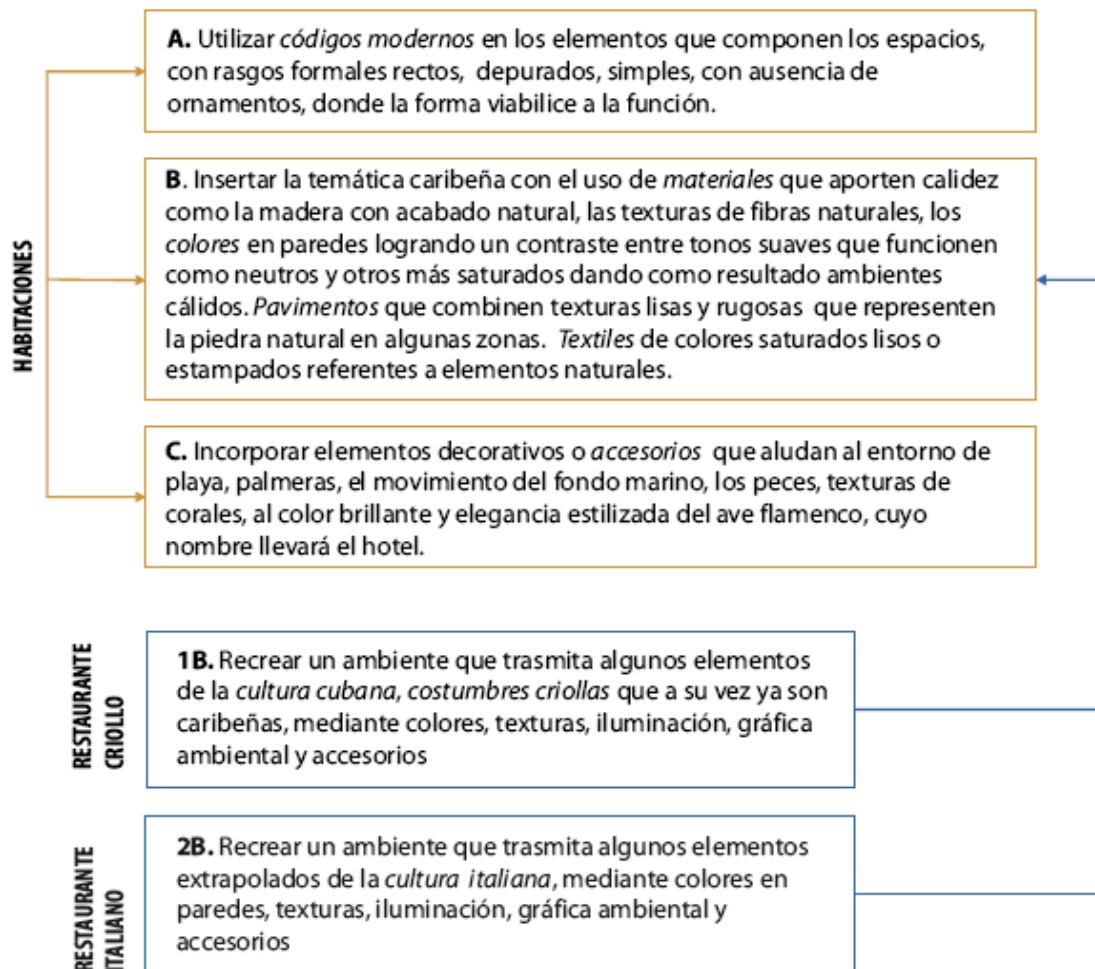 A. Utilizar códigos modernos en los elementos que componen los espacios,
con rasgos formales rectos, depurados, simples, con ausencia de
ornamentos, donde la forma viabilice a la función.
HABITACIONES
B. Insertar la temática caribeña con el uso de materiales que aporten calidez
como la madera con acabado natural, las texturas de fibras naturales, los
colores en paredes logrando un contraste entre tonos suaves que funcionen
como neutros y otros más saturados dando como resultado ambientes
cálidos. Pavimentos que combinen texturas lisas y rugosas que representen
la piedra natural en algunas zonas. Textiles de colores saturados lisos o
estampados referentes a elementos naturales.
C. Incorporar elementos decorativos o accesorios que aludan al entorno de
playa, palmeras, el movimiento del fondo marino, los peces, texturas de
corales, al color brillante y elegancia estilizada del ave flamenco, cuyo
nombre llevará el hotel.
RESTAURANTE
CRIOLLO
1B. Recrear un ambiente que trasmita algunos elementos
de la cultura cubana, costumbres criollas que a su vez ya son
caribeñas, mediante colores, texturas, iluminación, gráfica
ambiental y accesorios
RESTAURANTE
ITALIANO
2B. Recrear un ambiente que trasmita algunos elementos
extrapolados de la cultura italiana, mediante colores en
paredes, texturas, iluminación, gráfica ambiental y
accesorios